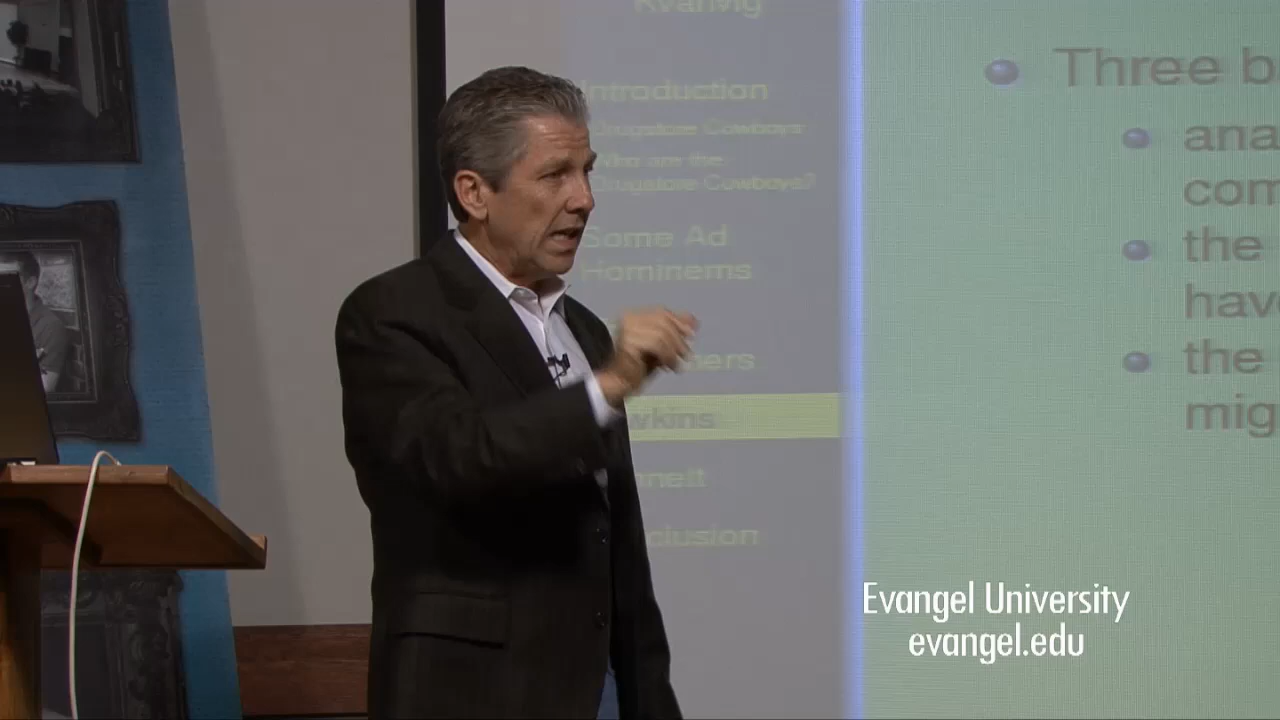 Kvanvig
Introduction
Drugstore Cowboys
Who are the
Drugstore Cowboys?
Some Ad
Hominems
Three b
ana
com
the
hav
the
mig
Evangel University
evangel.edu